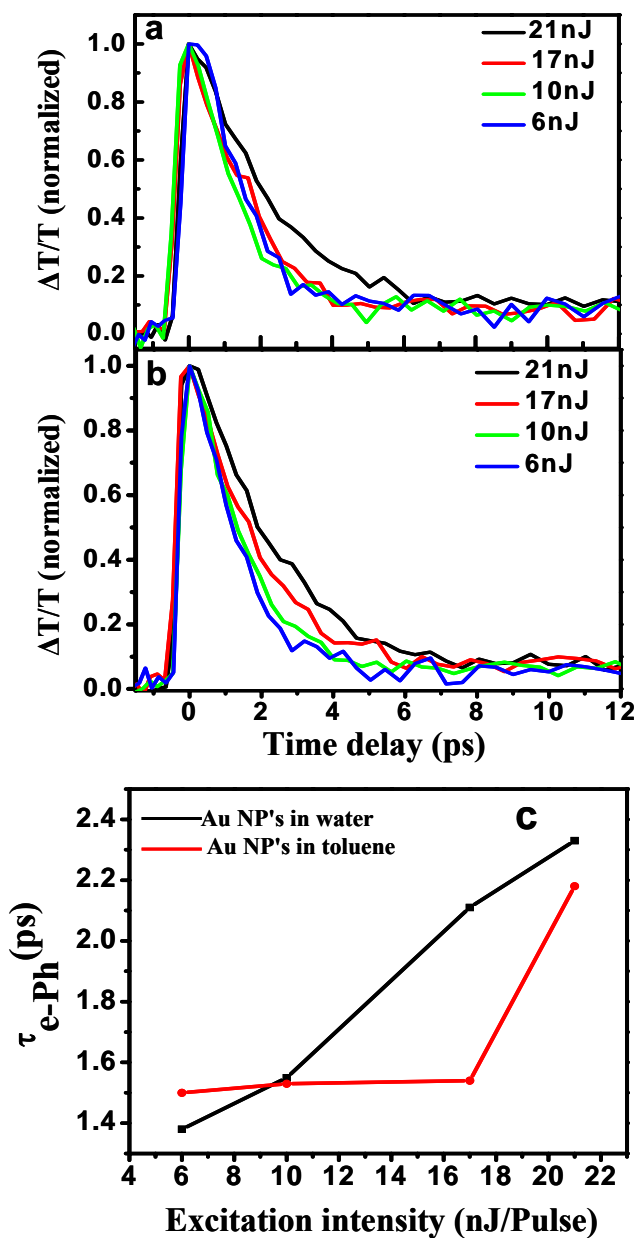 a
21nJ
17nJ
10nJ
6nJ
ΔT/T (normalized)
1.0
0.8
0.6
0.4
0.2
0.0
b
21nJ
17nJ
10nJ
6nJ
ΔT/T (normalized)
1.0
0.8
0.6
0.4
0.2
0.0
0 2 4 6 8 10 12
Time delay (ps)
c
Au NP's in water
Au NP's in toluene
τe-Ph(ps)
2.4
2.2
2.0
1.8
1.6
1.4
4 6 8 10 12 14 16 18 20 22
Excitation intensity (nJ/Pulse)